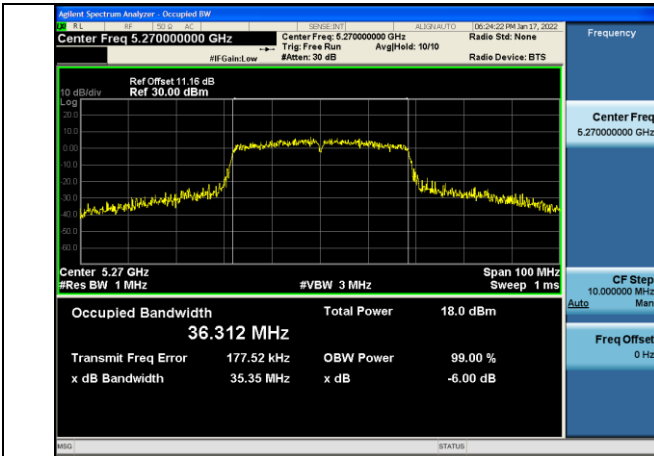 Agilent Spectrum Analyzer - Occupied BW
RL RF 50 Ω AC SENSE:INT ALIGNAUTO 06:24:22 PM Jan 17, 2022
Center Freq 5.270000000 GHz
Center Freq: 5.270000000 GHz
Radio Std: None
Trig: Free Run Avg|Hold: 10/10
#IFGain:Low #Atten: 30 dB Radio Device: BTS
Ref Offset 11.16 dB
10 dB/div Ref 30.00 dBm
Log
20.0
10.0
0.00
-10.0
-20.0
-30.0
-40.0
-50.0
-60.0
Center 5.27 GHz Span 100 MHz
#Res BW 1 MHz #VBW 3 MHz Sweep 1 ms
Occupied Bandwidth Total Power 18.0 dBm
36.312 MHz
Transmit Freq Error 177.52 kHz OBW Power 99.00 %
x dB Bandwidth 35.35 MHz x dB -6.00 dB
MSG STATUS
Frequency
Center Freq
5.270000000 GHz
CF Step
10.000000 MHz
Auto Man
Freq Offset
0 Hz